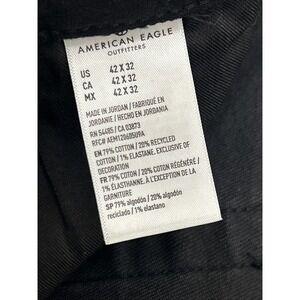 AMERICAN EAGLE
OUTFITTERS
US 42 X 32
CA 42 X 32
MX 42 X 32
MADE IN JORDAN / FABRIQUÉ EN
JORDANIE / HECHO EN JORDANIA
RN 54485 / CA 03873
REC# AEM12060509A
EN 79% COTTON / 20% RECYCLED
COTTON / 1% ELASTANE. EXCLUSIVE OF
DECORATION
FR 79% COTON / 20% COTON RÉGÉNÉRÉ /
1% ÉLASTHANNE. À L'EXCEPTION DE LA
GARNITURE
SP 79% algodón / 20% algodón
reciclado / 1% elastano